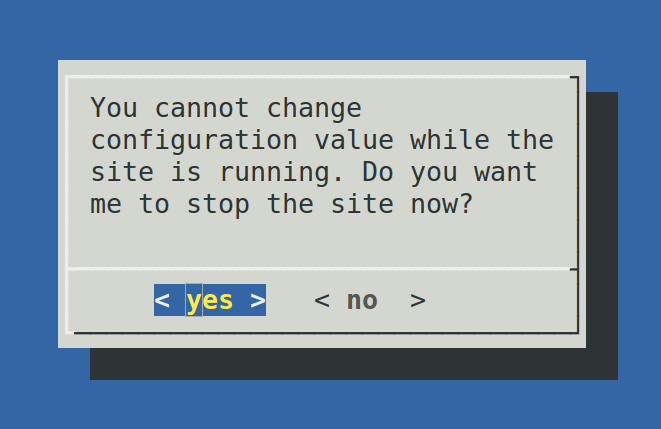 You cannot change
configuration value while the
site is running. Do you want
me to stop the site now?
< yes > < no >